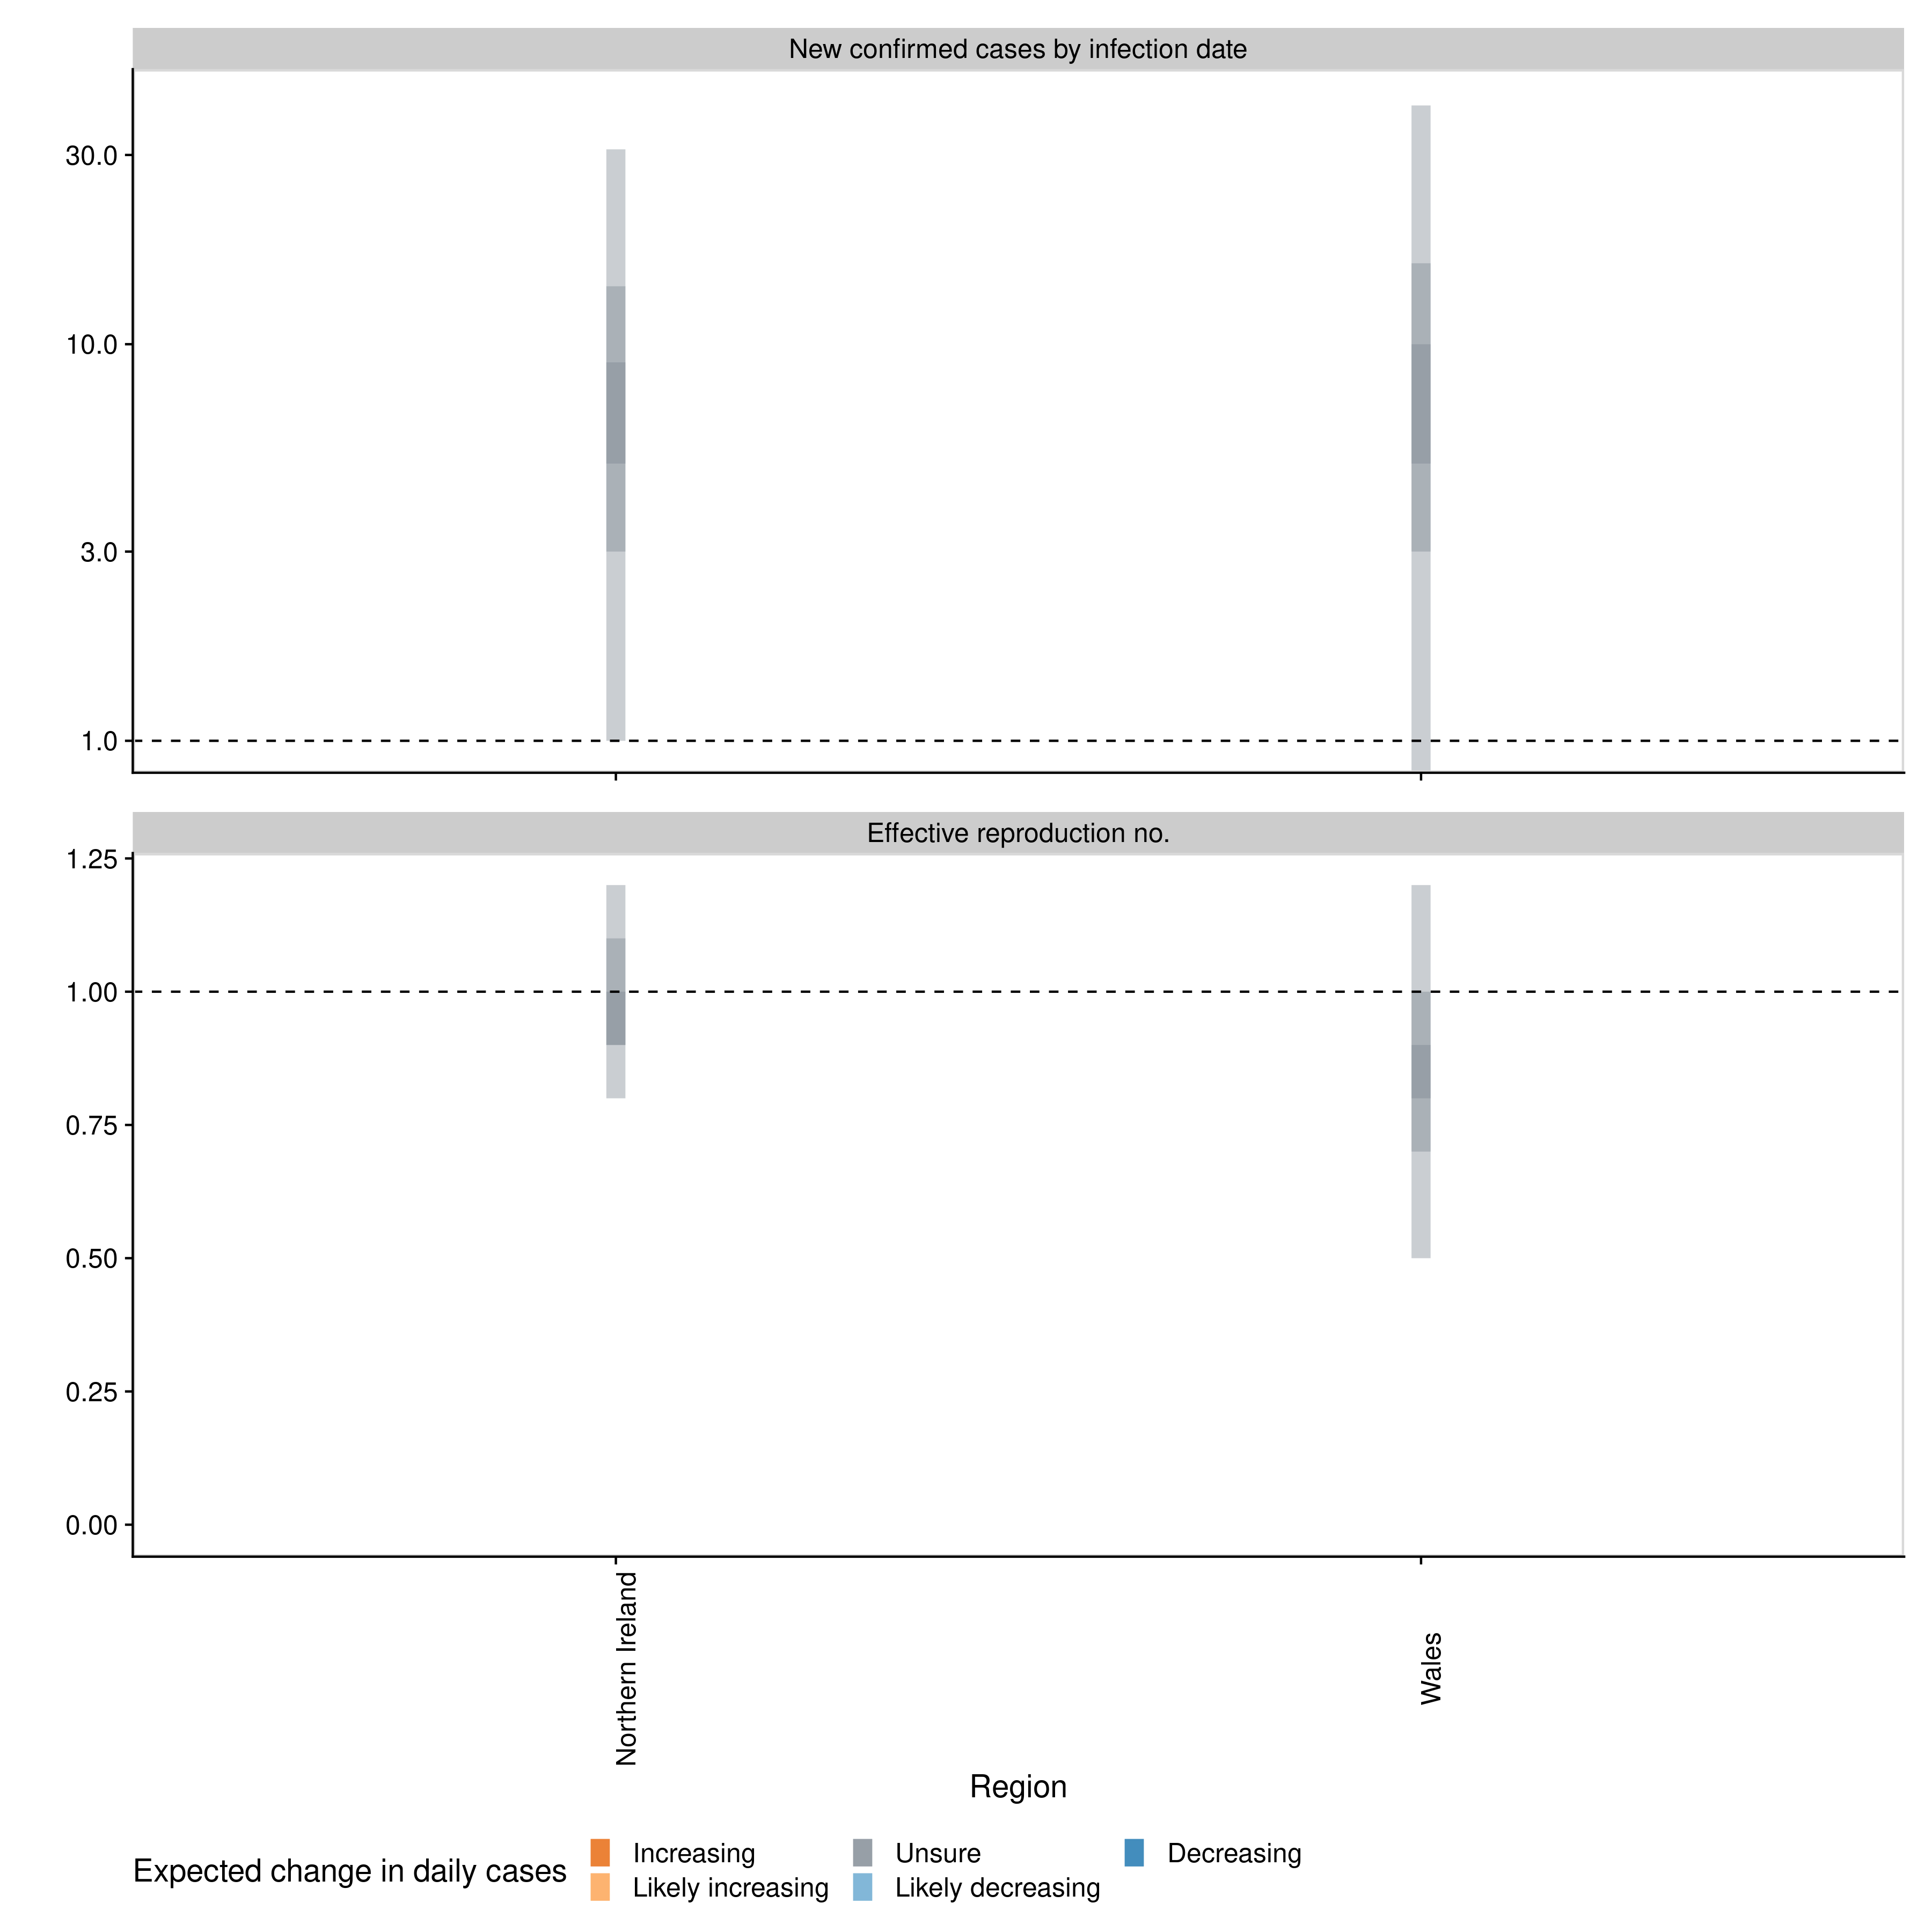 New confirmed cases by infection date
30.0
10.0
3.0
1.0
Effective reproduction no.
1.25
1.00
0.75
0.50
0.25
0.00
Northern Ireland
Wales
Region
Expected change in daily cases
Increasing
Unsure
Decreasing
Likely increasing
Likely decreasing